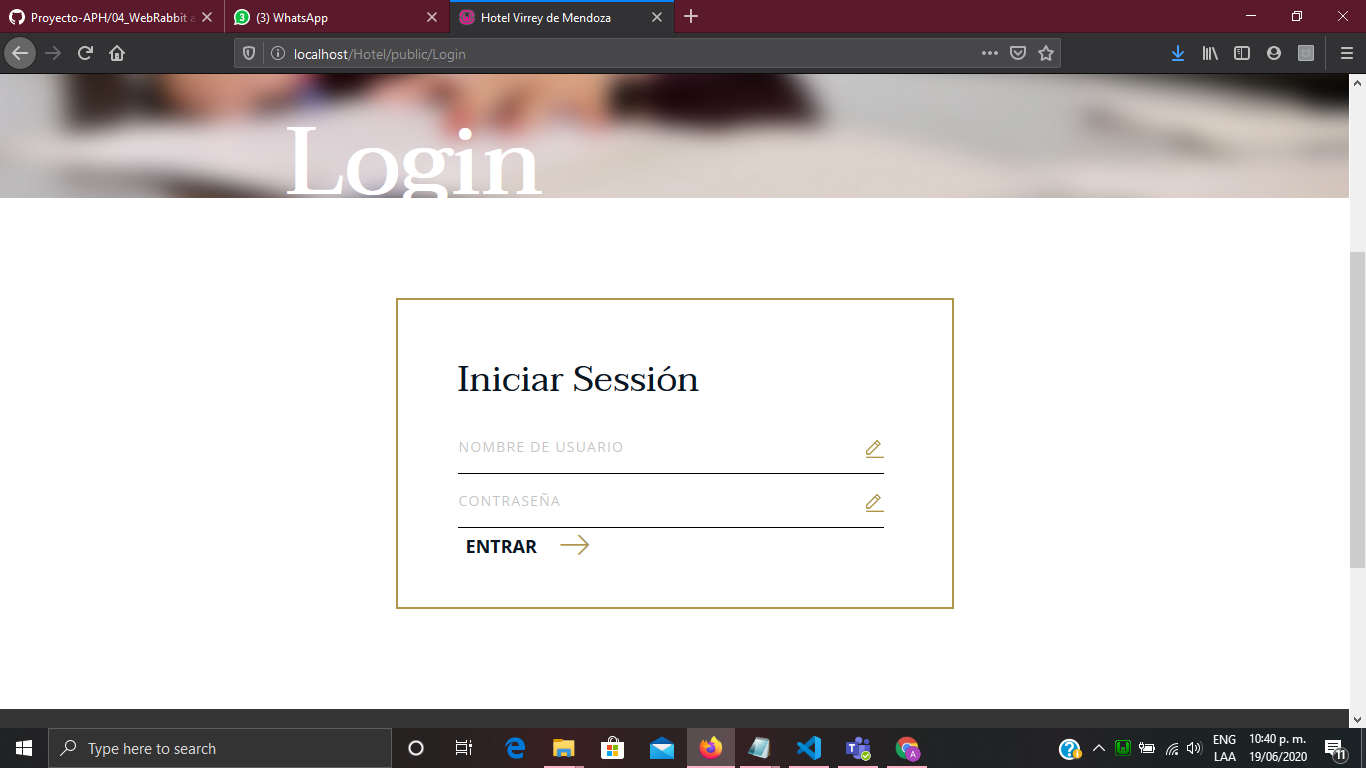 Proyecto-APH/04_WebRabbit a
(3) WhatsApp
Hotel Virrey de Mendoza
localhost/Hotel/public/Login
Login
Iniciar Sessión
NOMBRE DE USUARIO
CONTRASEÑA
ENTRAR
Type here to search
ENG
LAA
10:40 p. m.
19/06/2020
11